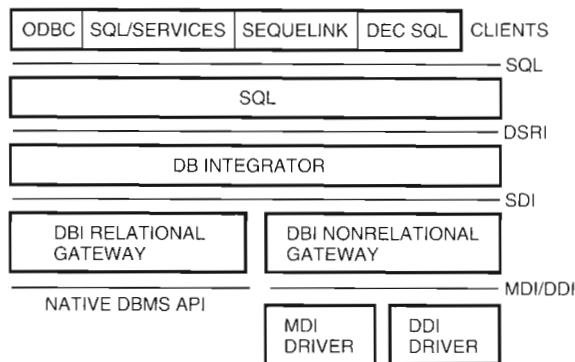 ODBC SQL/SERVICES SEQUELINK DEC SQL CLIENTS
SQL
SQL
DSRI
DB INTEGRATOR
SDI
DBI RELATIONAL
GATEWAY
DBI NONRELATIONAL
GATEWAY
MDI/DDI
NATIVE DBMS API
MDI
DRIVER
DDI
DRIVER